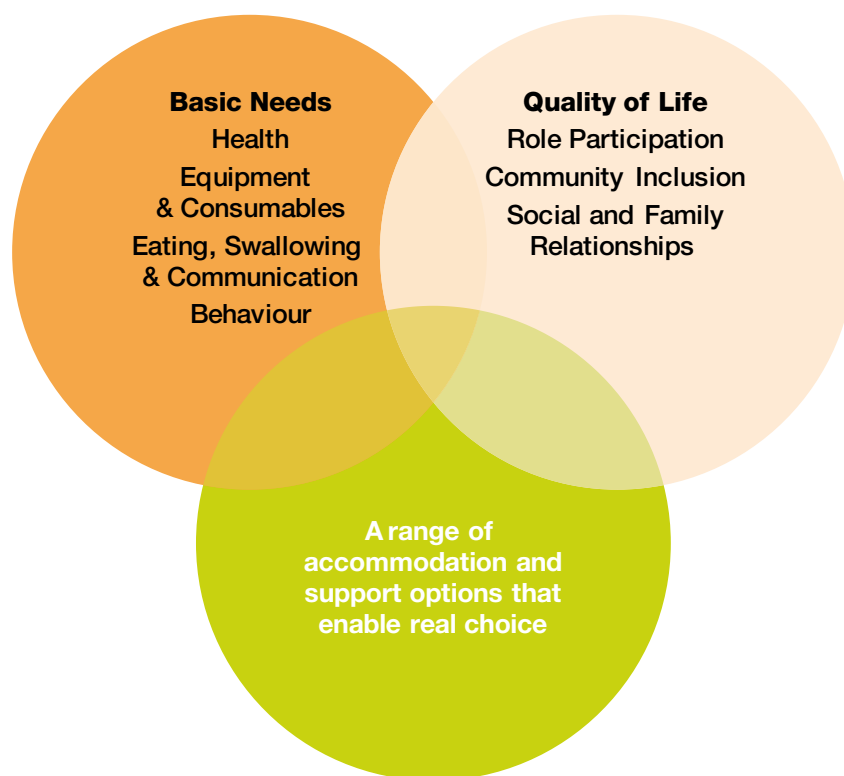 Basic Needs
Health
Equipment
& Consumables
Eating, Swallowing
& Communication
Behaviour
Quality of Life
Role Participation
Community Inclusion
Social and Family
Relationships
A range of
accommodation and
support options that
enable real choice